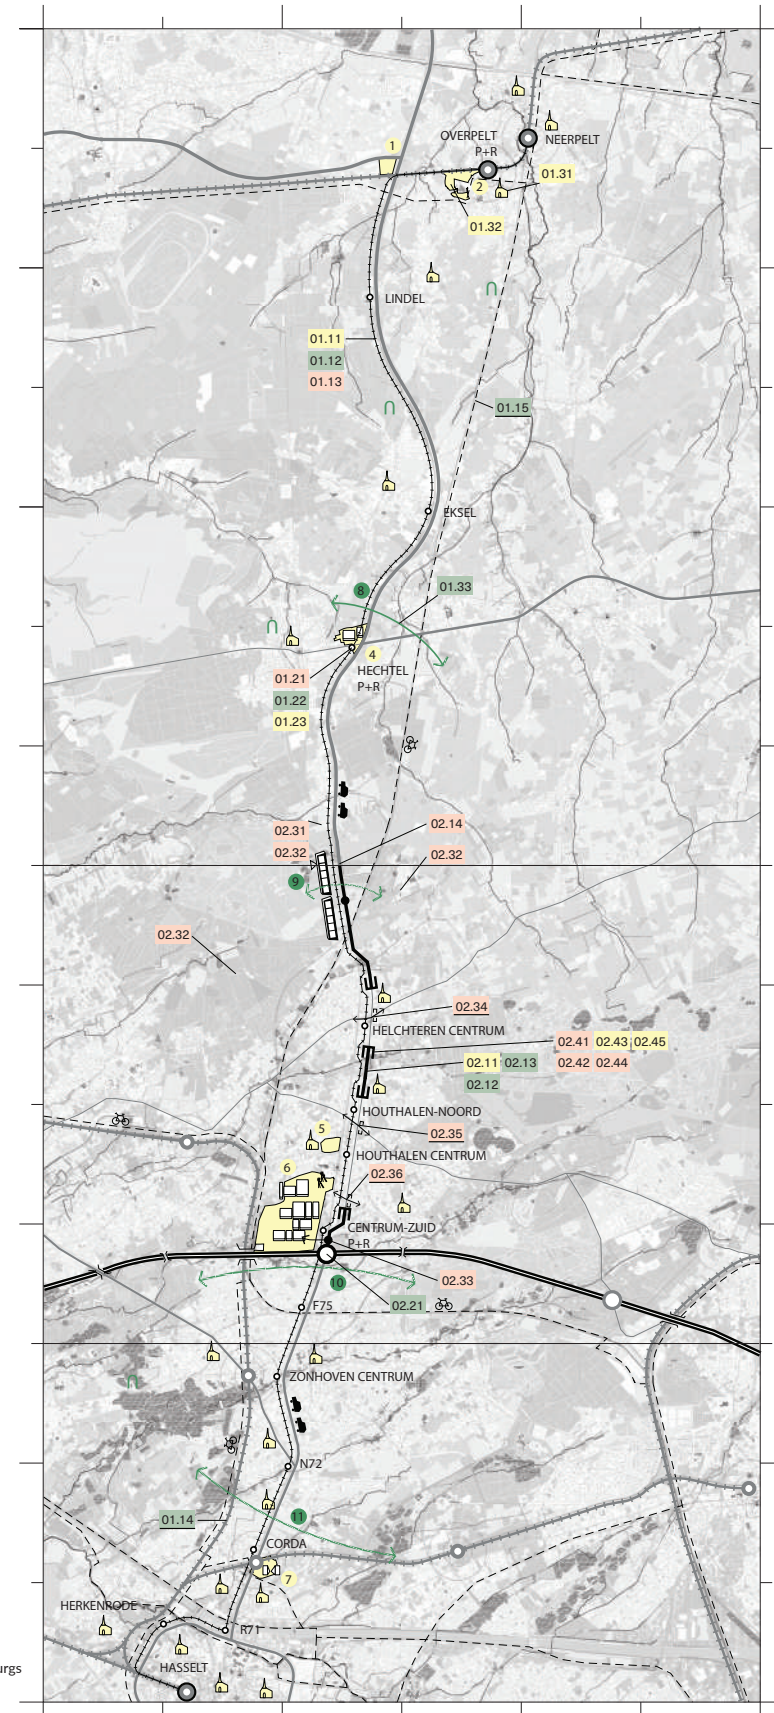 OVERPELT
P+R
NEERPELT
1
2
01.31
01.32
LINDEL
01.11
01.12
01.13
01.15
EKSEL
8
01.33
4
HECHTEL
P+R
01.21
01.22
01.23
02.31
02.14
02.32
02.32
9
02.32
02.34
HELCHTEREN CENTRUM
02.41 02.43 02.45
02.11 02.13 02.42 02.44
02.12
HOUTHALEN-NOORD
5
02.35
HOUTHALEN CENTRUM
6
02.36
CENTRUM-ZUID
P+R
02.33
10
02.21
F75
ZONHOVEN CENTRUM
N72
01.14
11
CORDA
7
HERKENRODE
R71
HASSELT
urgs